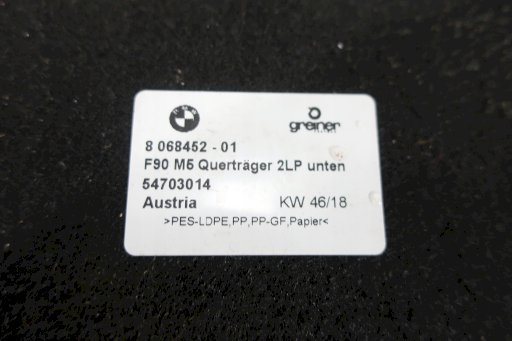 BMW
greiner
8 068452 - 01
F90 M5 Querträger 2LP unten
54703014
Austria KW 46/18
>PES-LDPE,PP,PP-GF,Papier<